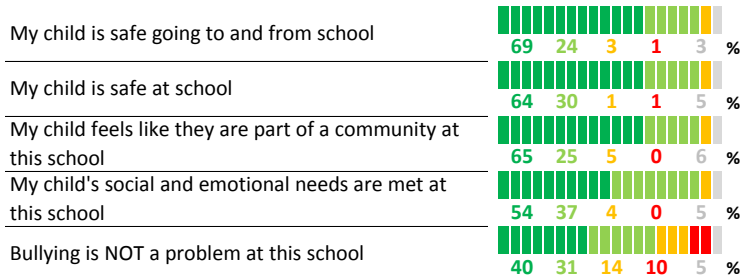 My child is safe going to and from school
69 24 3 1 3 %
My child is safe at school
64 30 1 1 5 %
My child feels like they are part of a community at
this school
65 25 5 0 6 %
My child's social and emotional needs are met at
this school
54 37 4 0 5 %
Bullying is NOT a problem at this school
40 31 14 10 5 %